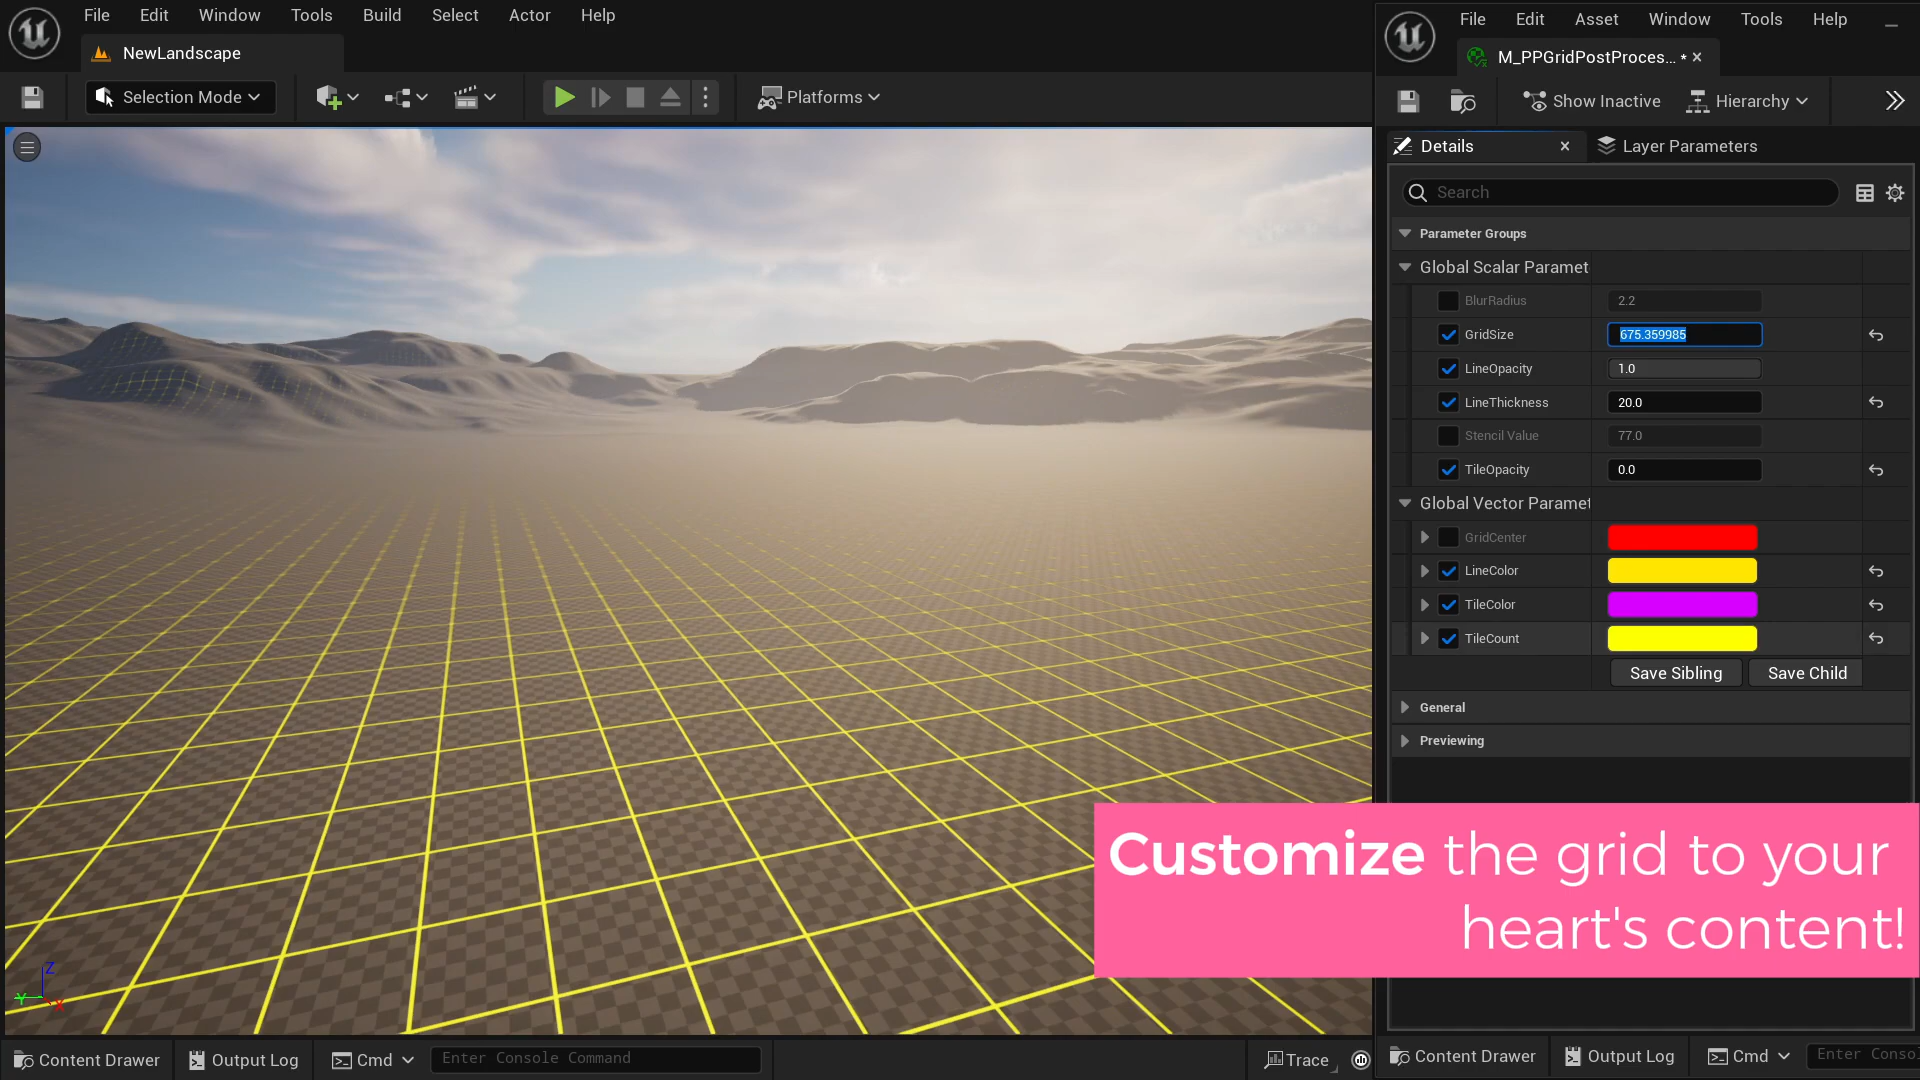 File Edit Window Tools Build Select Actor Help
NewLandscape
Selection Mode
Platforms
File Edit Asset Window Tools Help
M_PPGridPostProces... *
Show Inactive Hierarchy
Details Layer Parameters
Search
Parameter Groups
Global Scalar Paramet
BlurRadius 2.2
GridSize 675.359985
LineOpacity 1.0
LineThickness 20.0
Stencil Value 77.0
TileOpacity 0.0
Global Vector Paramet
GridCenter
LineColor
TileColor
TileCount
Save Sibling Save Child
General
Previewing
Customize the grid to your
heart's content!
Z
Y X
Content Drawer Output Log Cmd Enter Console Command Trace
Content Drawer Output Log Cmd Enter Consol